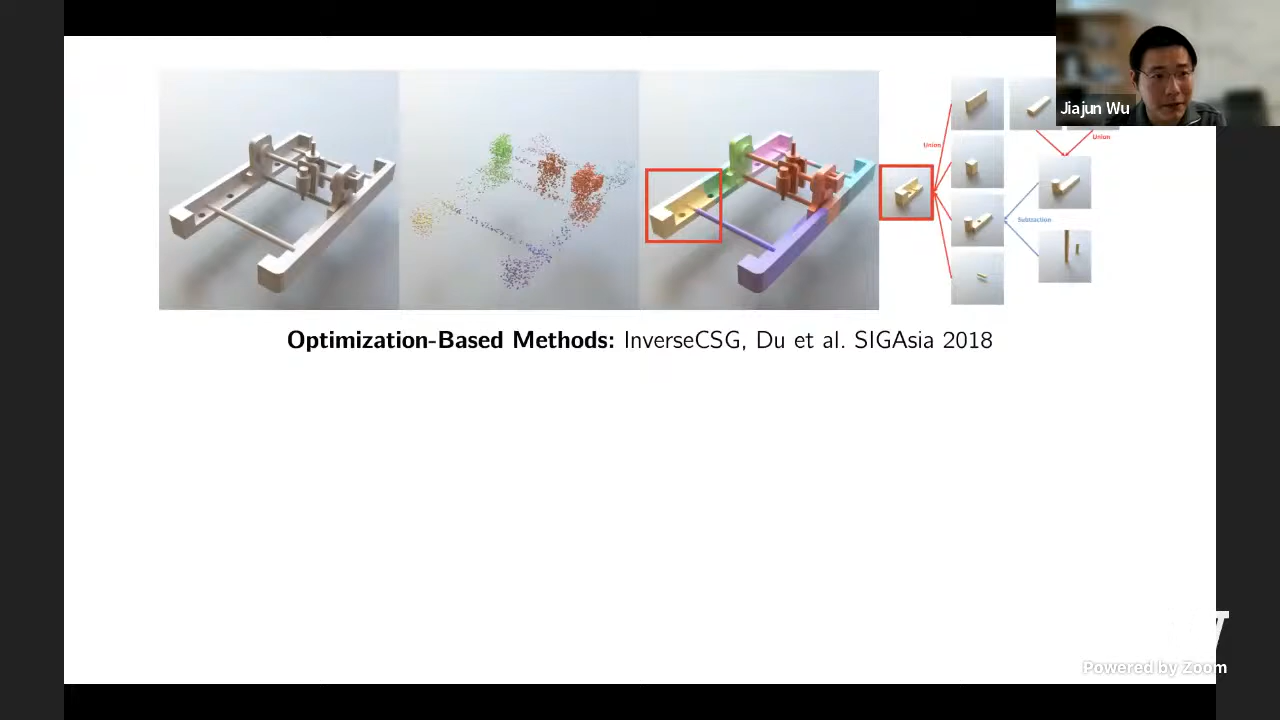 Jiajun Wu
Union
Union
Subtraction
Optimization-Based Methods: InverseCSG, Du et al. SIGAsia 2018
Powered by Zoom